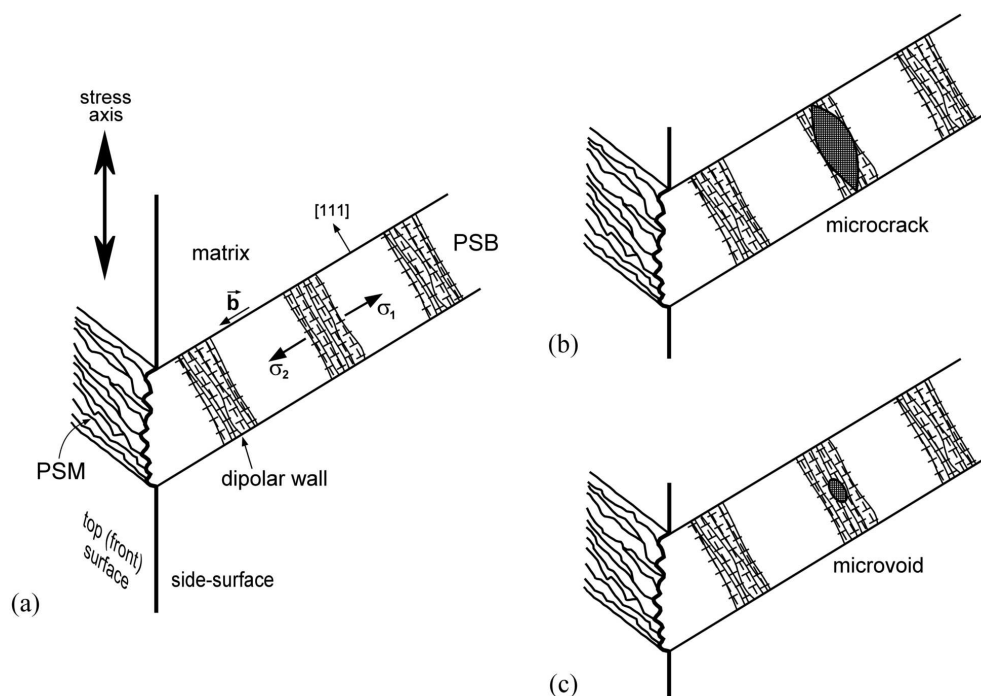 stress
axis
[111]
matrix
PSB
b
σ1
σ2
PSM
dipolar wall
top (front)
surface
side-surface
(a)
microcrack
(b)
microvoid
(c)